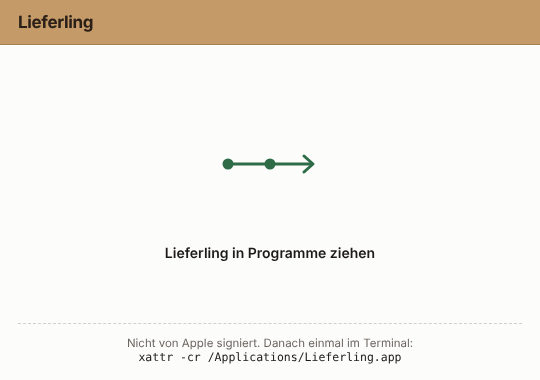 Lieferling
Lieferling in Programme ziehen
Nicht von Apple signiert. Danach einmal im Terminal:
xattr -cr /Applications/Lieferling.app